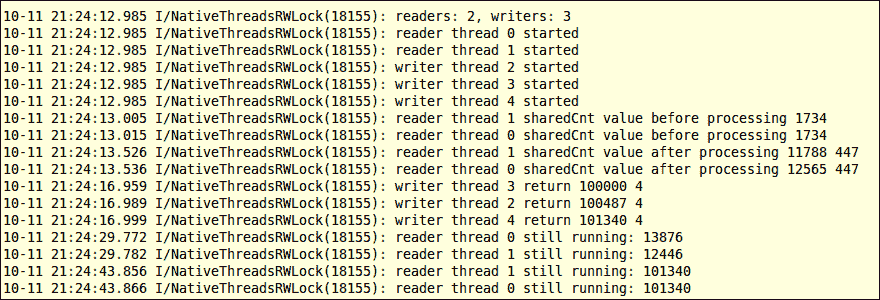 10-11 21:24:12.985 I/NativeThreadsRWLock(18155): readers: 2, writers: 3
10-11 21:24:12.985 I/NativeThreadsRWLock(18155): reader thread 0 started
10-11 21:24:12.985 I/NativeThreadsRWLock(18155): reader thread 1 started
10-11 21:24:12.985 I/NativeThreadsRWLock(18155): writer thread 2 started
10-11 21:24:12.985 I/NativeThreadsRWLock(18155): writer thread 3 started
10-11 21:24:12.985 I/NativeThreadsRWLock(18155): writer thread 4 started
10-11 21:24:13.005 I/NativeThreadsRWLock(18155): reader thread 1 sharedCnt value before processing 1734
10-11 21:24:13.015 I/NativeThreadsRWLock(18155): reader thread 0 sharedCnt value before processing 1734
10-11 21:24:13.526 I/NativeThreadsRWLock(18155): reader thread 1 sharedCnt value after processing 11788 447
10-11 21:24:13.536 I/NativeThreadsRWLock(18155): reader thread 0 sharedCnt value after processing 12565 447
10-11 21:24:16.959 I/NativeThreadsRWLock(18155): writer thread 3 return 100000 4
10-11 21:24:16.989 I/NativeThreadsRWLock(18155): writer thread 2 return 100487 4
10-11 21:24:16.999 I/NativeThreadsRWLock(18155): writer thread 4 return 101340 4
10-11 21:24:29.772 I/NativeThreadsRWLock(18155): reader thread 0 still running: 13876
10-11 21:24:29.782 I/NativeThreadsRWLock(18155): reader thread 1 still running: 12446
10-11 21:24:43.856 I/NativeThreadsRWLock(18155): reader thread 1 still running: 101340
10-11 21:24:43.866 I/NativeThreadsRWLock(18155): reader thread 0 still running: 101340